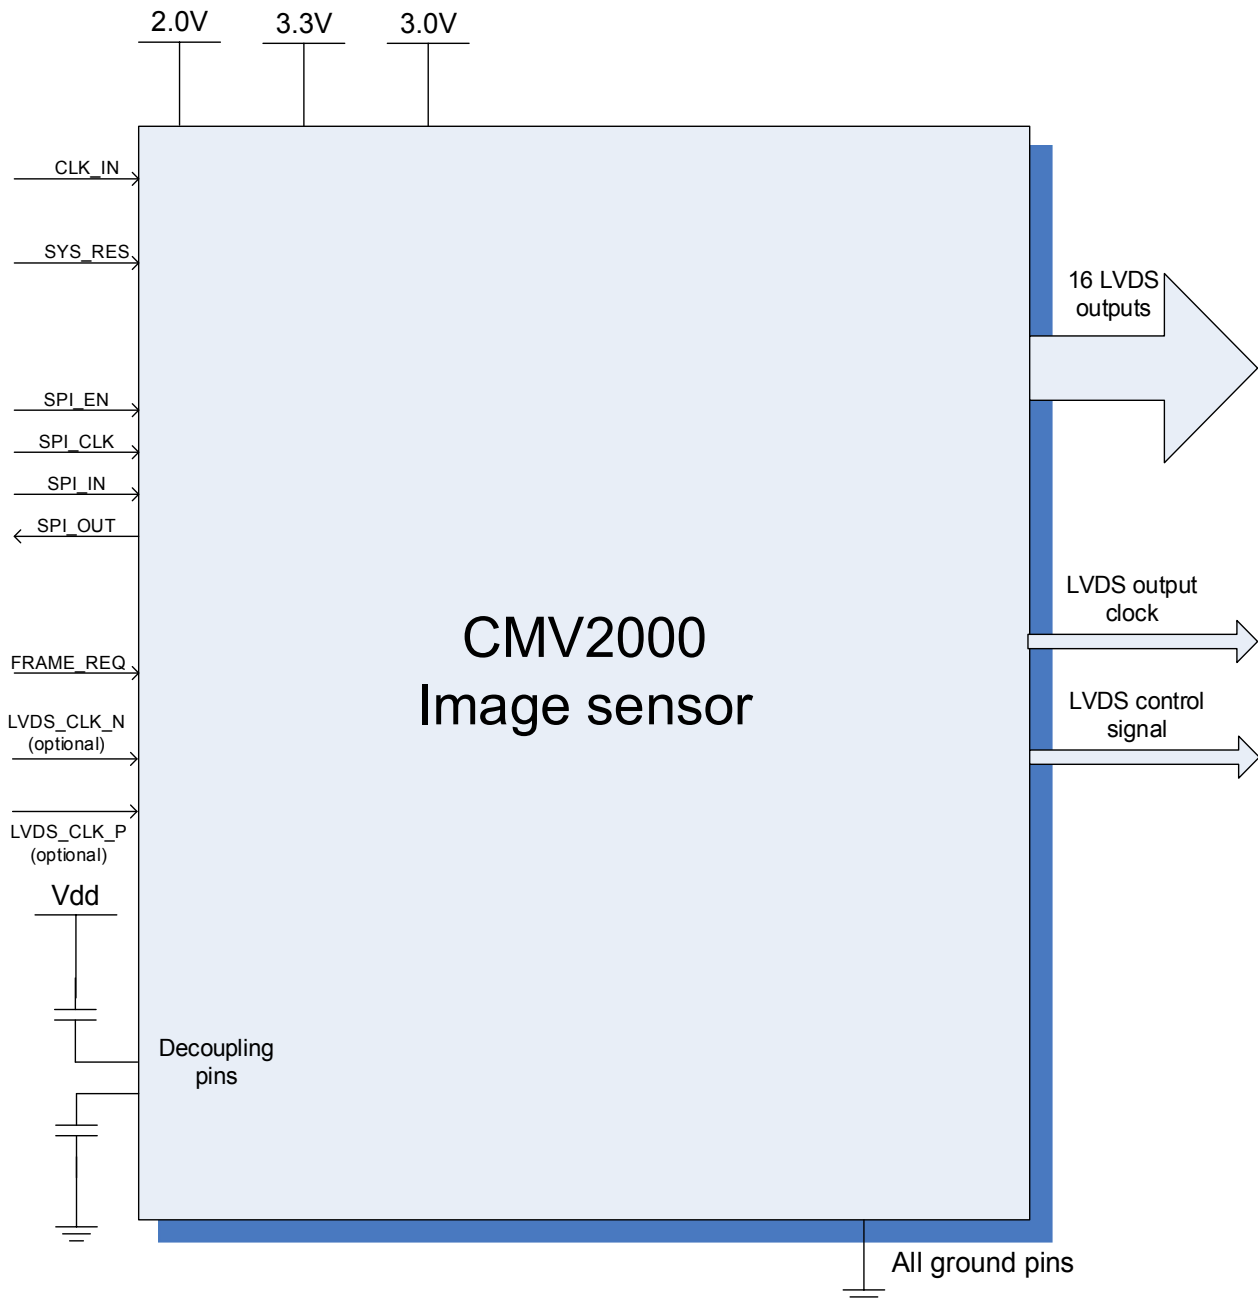 2.0V
3.3V
3.0V
CLK_IN
SYS_RES
SPI_EN
SPI_CLK
SPI_IN
SPI_OUT
FRAME_REQ
LVDS_CLK_N
(optional)
LVDS_CLK_P
(optional)
Vdd
Decoupling
pins
CMV2000
Image sensor
16 LVDS
outputs
LVDS output
clock
LVDS control
signal
All ground pins